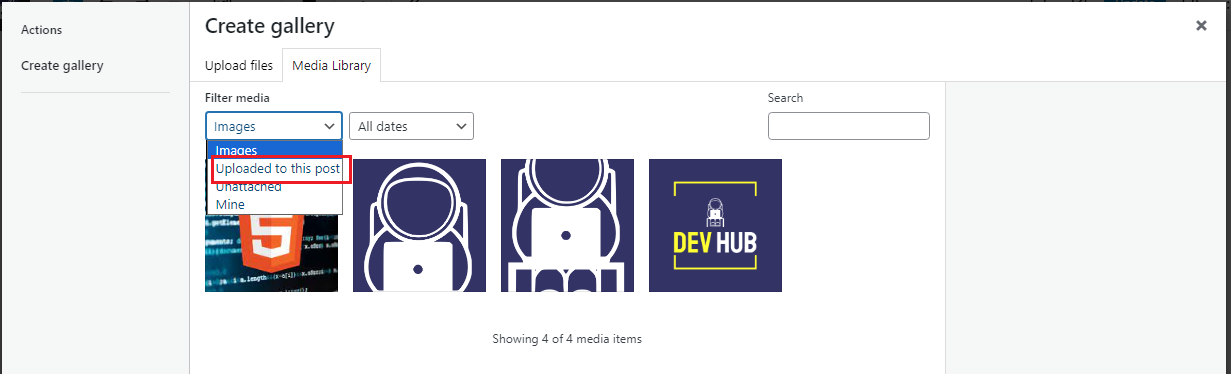 Actions
Create gallery
Create gallery
Upload files
Media Library
Filter media
Search
Images
All dates
Images
Uploaded to this post
Unattached
Mine
5
DEV HUB
Showing 4 of 4 media items